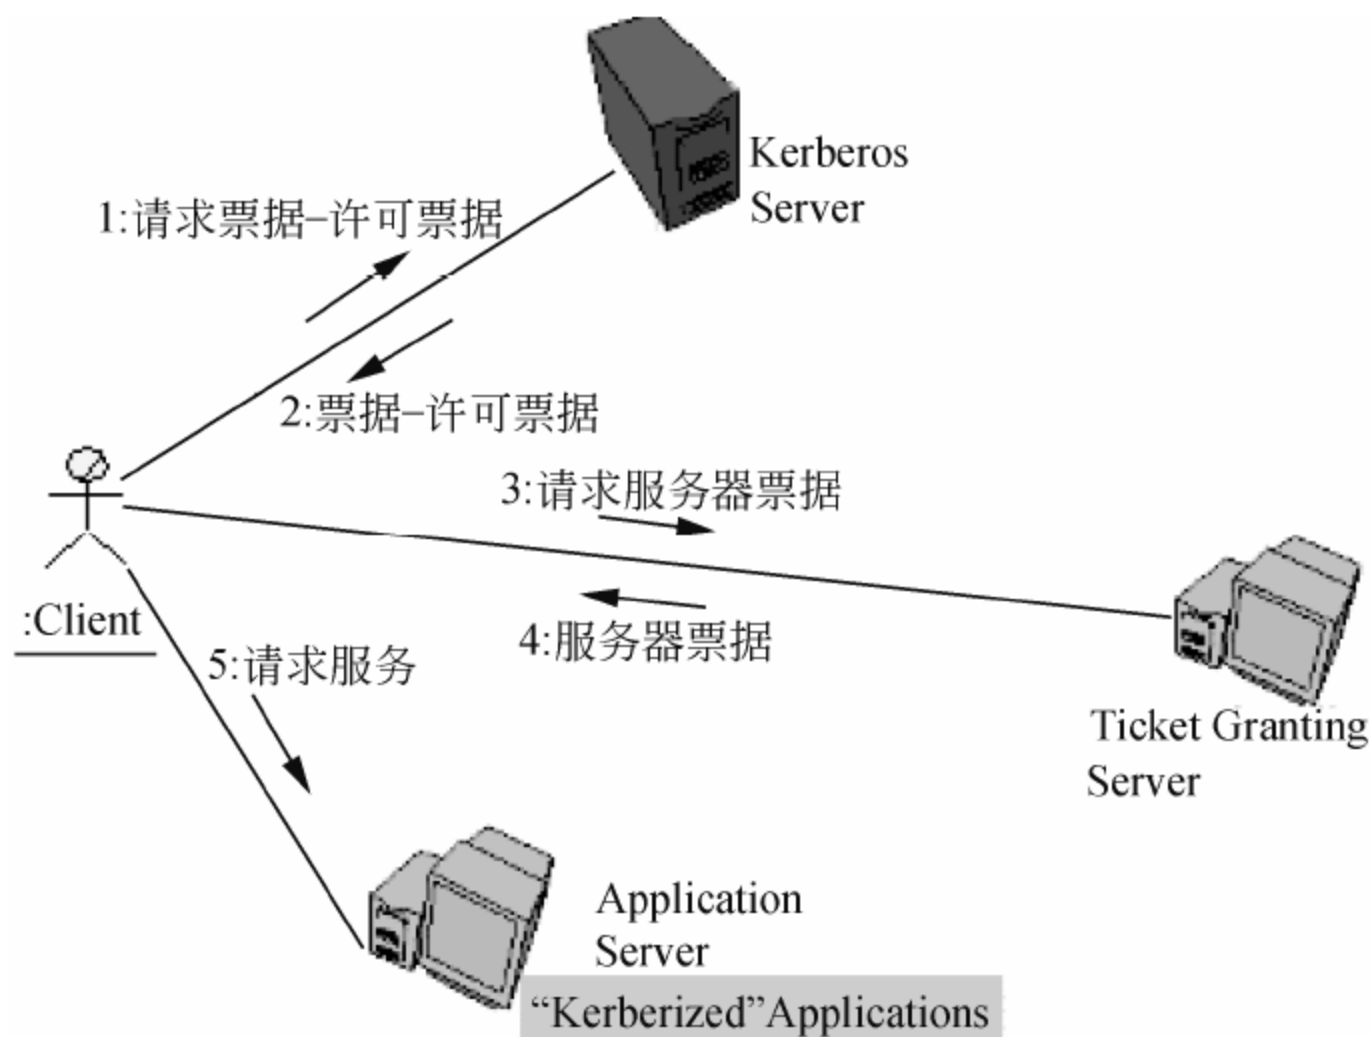 Kerberos
Server
1:请求票据–许可票据
2:票据–许可票据
3:请求服务器票据
4:服务器票据
:Client
5:请求服务
Ticket Granting
Server
Application
Server
“Kerberized”Applications